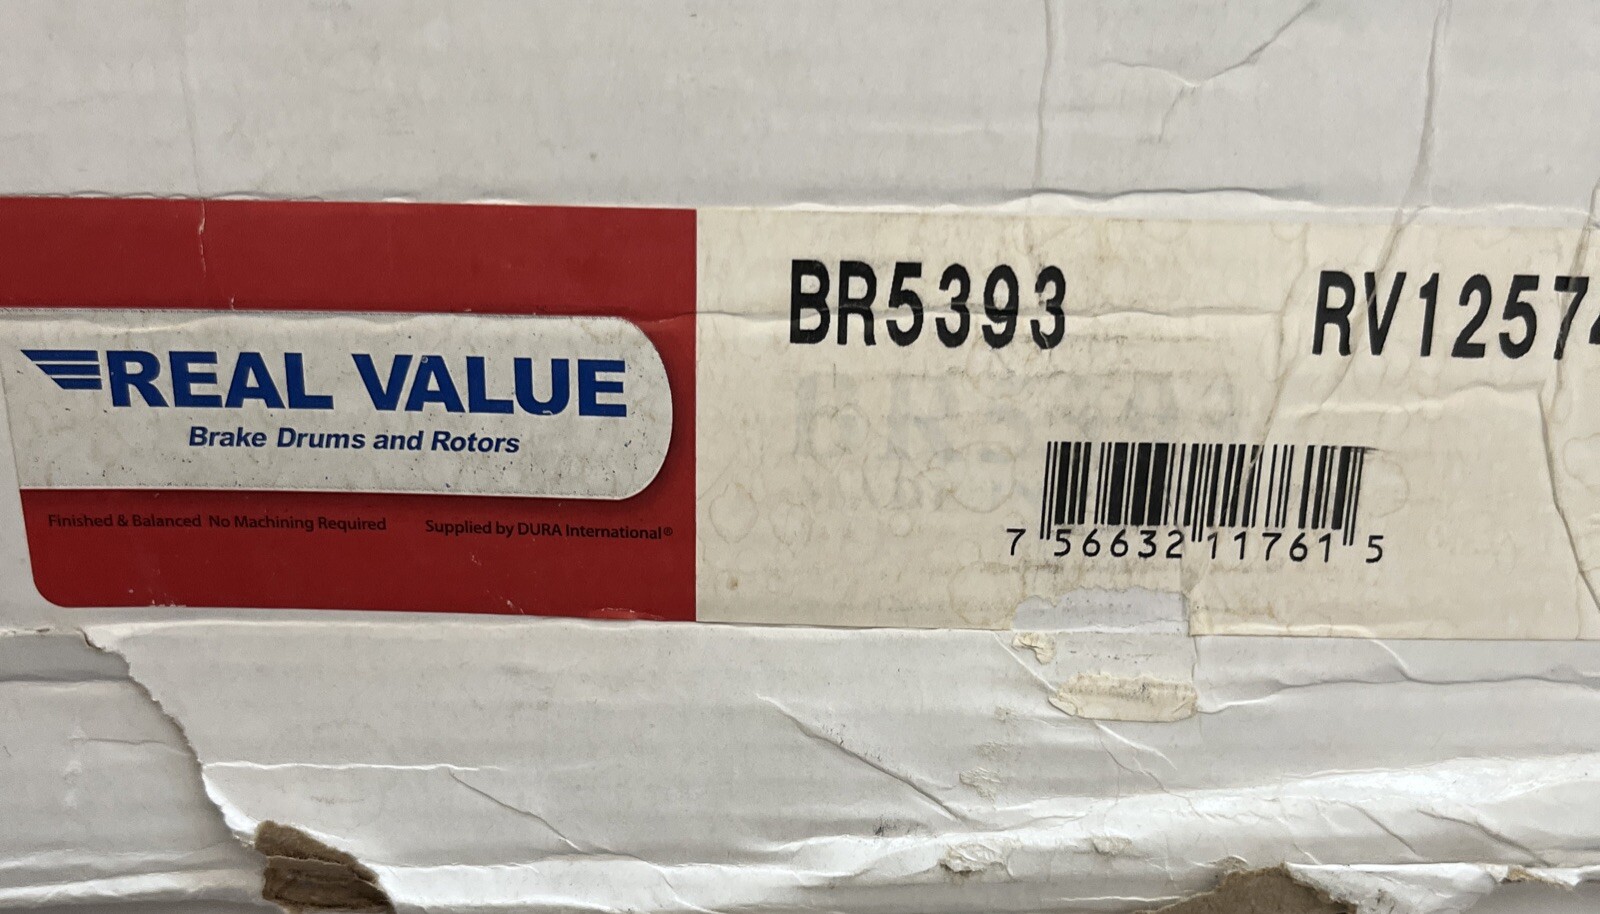 BR5393 RV12574
REAL VALUE
Brake Drums and Rotors
Finished & Balanced No Machining Required Supplied by DURA International®
7 56632 11761 5